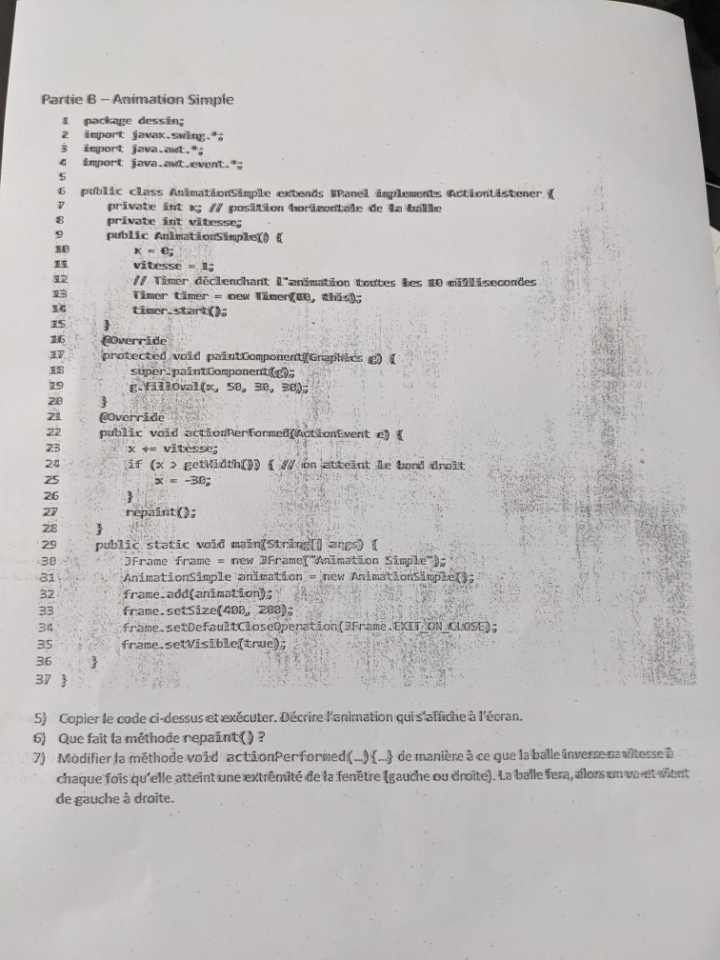 Partie B – Animation Simple
1 package dessin;
2 import javax.swing.*;
3 import java.awt.*;
4 import java.awt.event.*;
5
6 public class AnimationSimple extends JPanel implements ActionListener {
7 private int x; // position horizontale de la balle
8 private int vitesse;
9 public AnimationSimple() {
10 x = 0;
11 vitesse = 1;
12 // Timer déclenchant l'animation toutes les 10 millisecondes
13 Timer timer = new Timer(10, this);
14 timer.start();
15 }
16 @Override
17 protected void paintComponent(Graphics g) {
18 super.paintComponent(g);
19 g.fillOval(x, 50, 30, 30);
20 }
21 @Override
22 public void actionPerformed(ActionEvent e) {
23 x += vitesse;
24 if (x > getWidth()) { // on atteint le bord droit
25 x = -30;
26 }
27 repaint();
28 }
29 public static void main(String[] args) {
30 JFrame frame = new JFrame("Animation Simple");
31 AnimationSimple animation = new AnimationSimple();
32 frame.add(animation);
33 frame.setSize(400, 200);
34 frame.setDefaultCloseOperation(JFrame.EXIT_ON_CLOSE);
35 frame.setVisible(true);
36 }
37 }
5) Copier le code ci-dessus et exécuter. Décrire l'animation qui s'affiche à l'écran.
6) Que fait la méthode repaint() ?
7) Modifier la méthode void actionPerformed(…){…} de manière à ce que la balle inverse sa vitesse à
chaque fois qu'elle atteint une extrémité de la fenêtre (gauche ou droite). La balle fera, alors un va-et-vient
de gauche à droite.